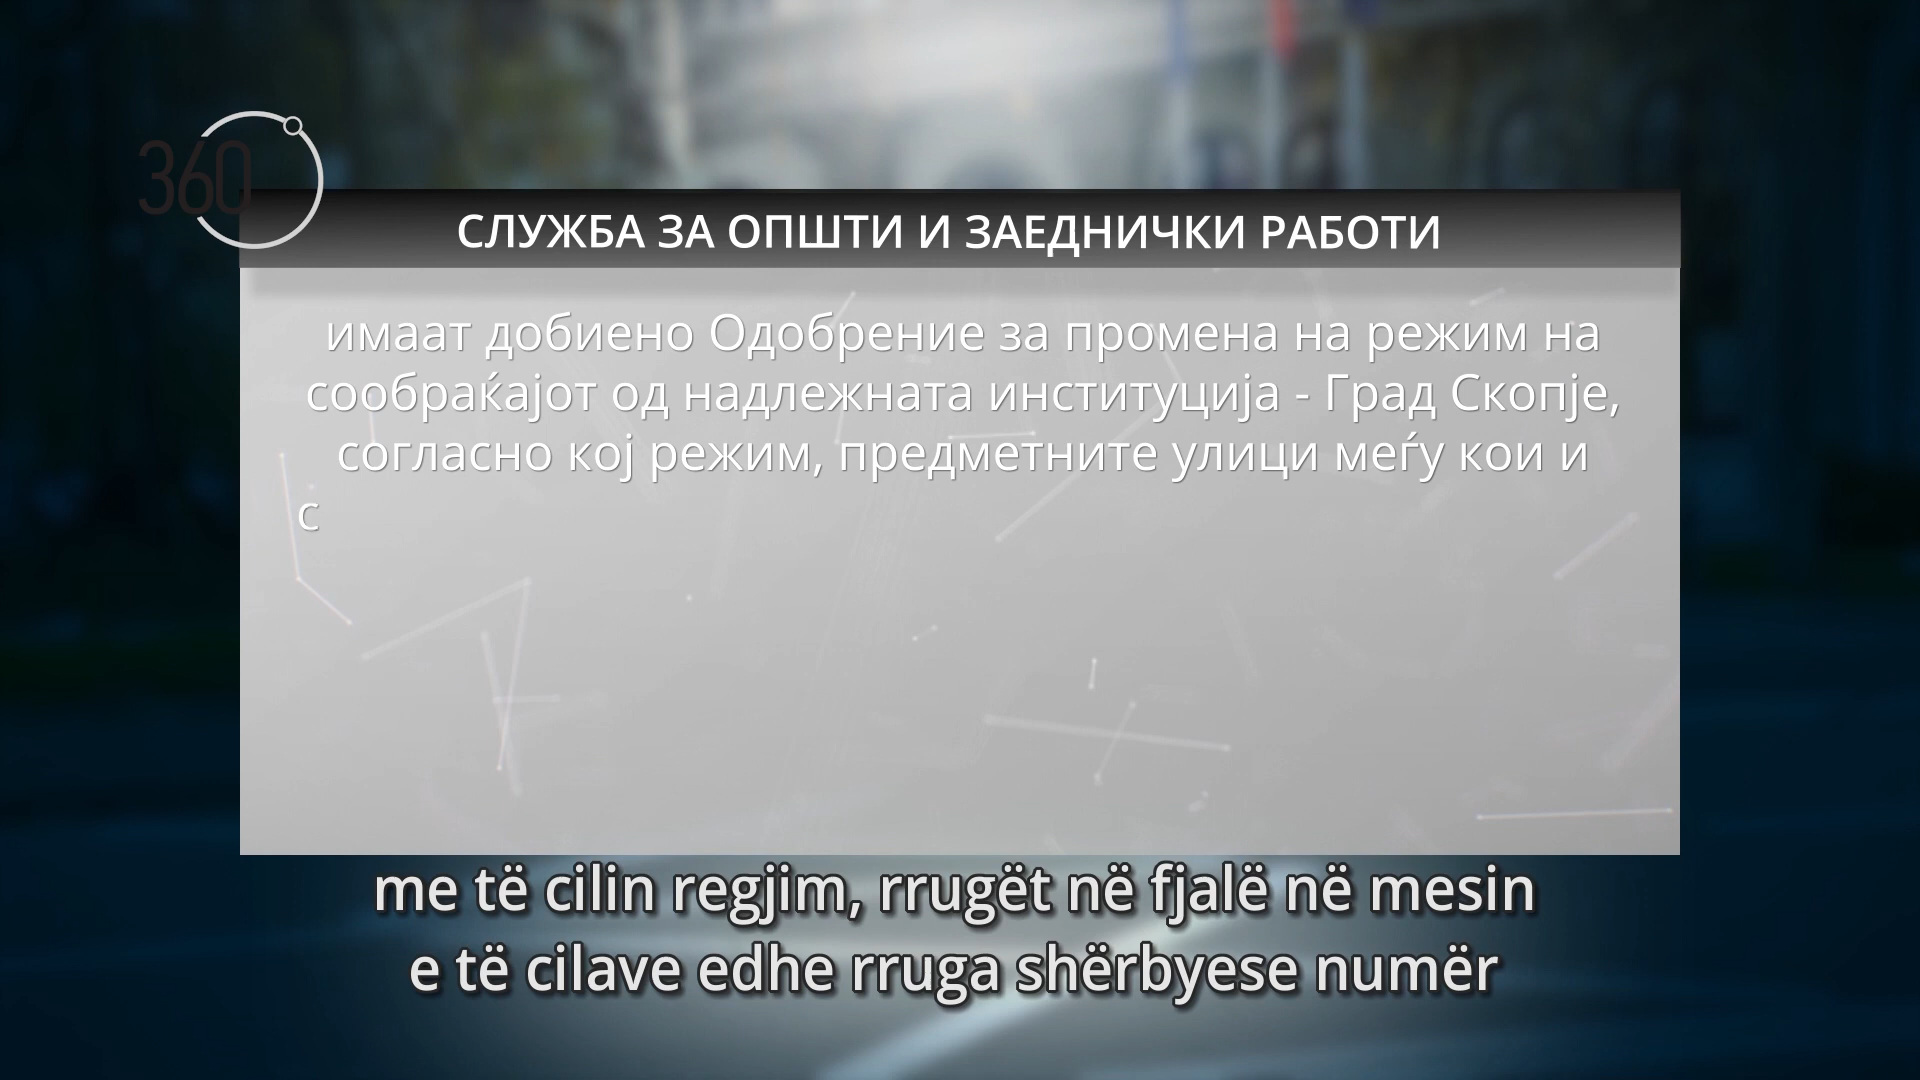 360
СЛУЖБА ЗА ОПШТИ И ЗАЕДНИЧКИ РАБОТИ
имаат добиено Одобрение за промена на режим на
сообраќајот од надлежната институција - Град Скопје,
согласно кој режим, предметните улици меѓу кои и
с
me të cilin regjim, rrugët në fjalë në mesin
e të cilave edhe rruga shërbyese numër